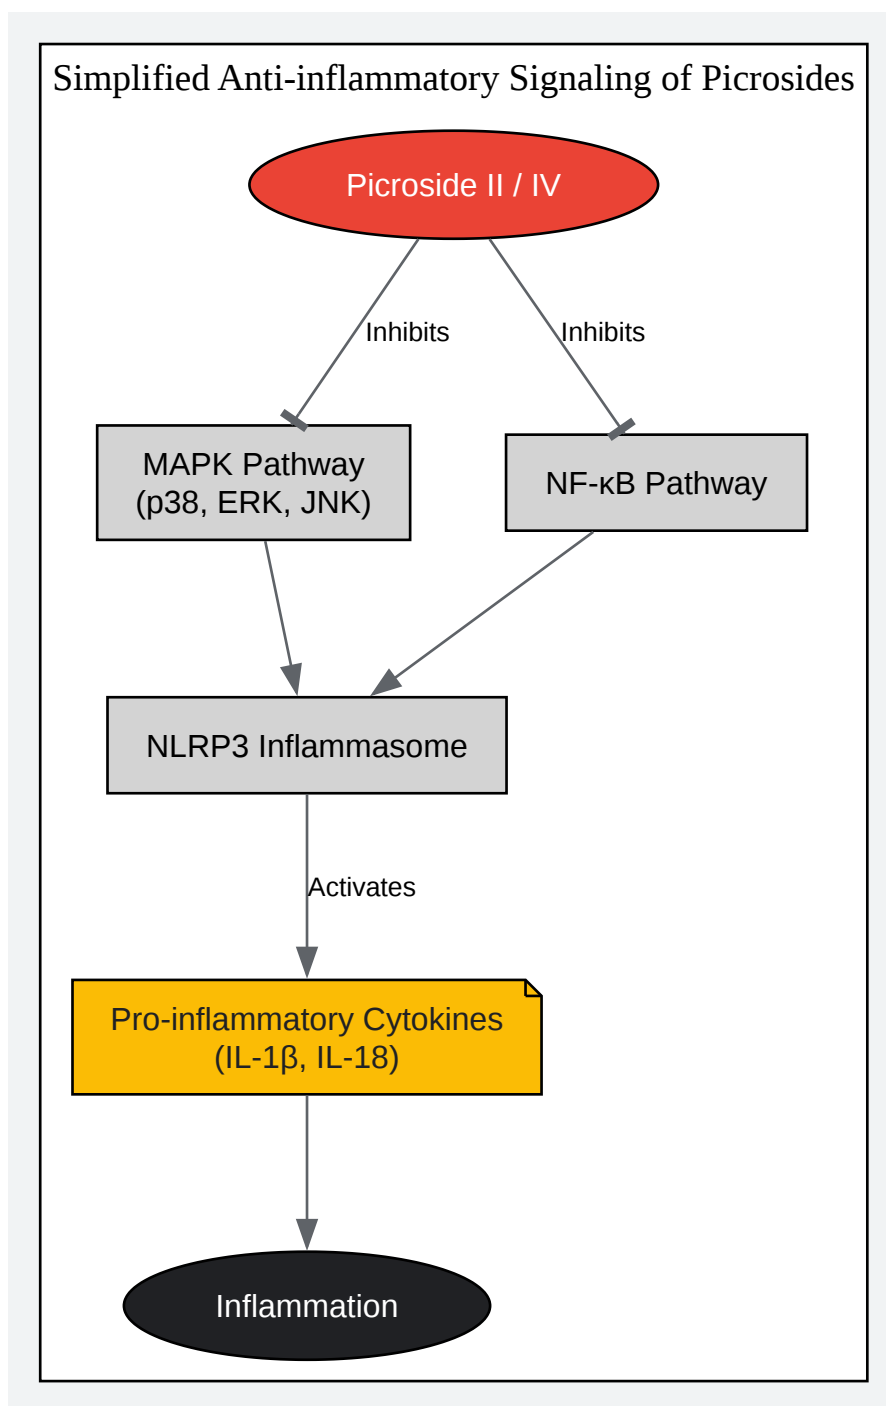 Simplified Anti-inflammatory Signaling of Picrosides
Picroside II / IV
Inhibits
Inhibits
MAPK Pathway
(p38, ERK, JNK)
NF-κB Pathway
NLRP3 Inflammasome
Activates
Pro-inflammatory Cytokines
(IL-1β, IL-18)
Inflammation